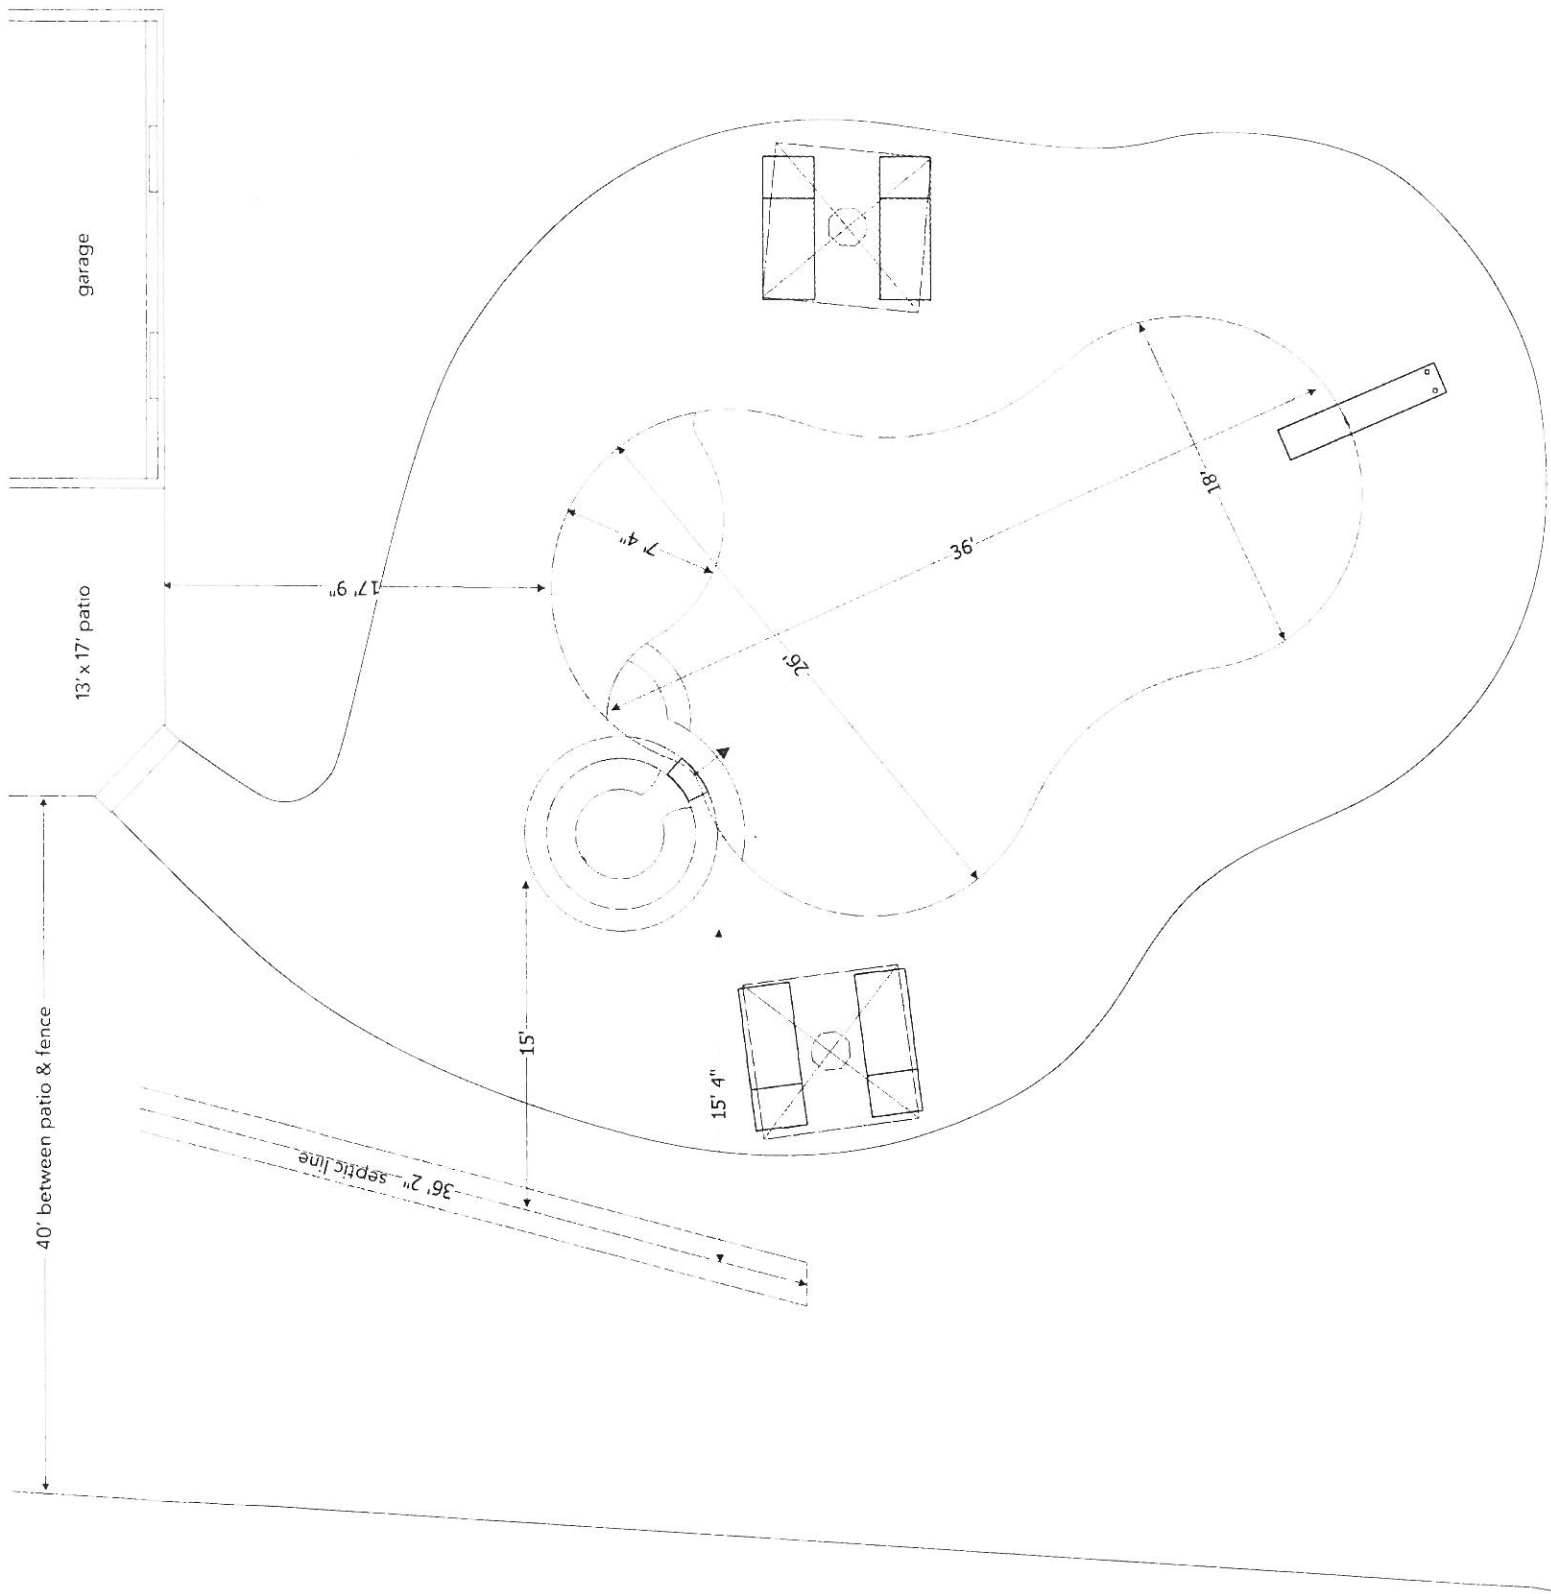 garage
13' x 17' patio
17' 9"
7' 4"
36'
18'
26'
15'
15' 4"
36' 2" septic line
40' between patio & fence